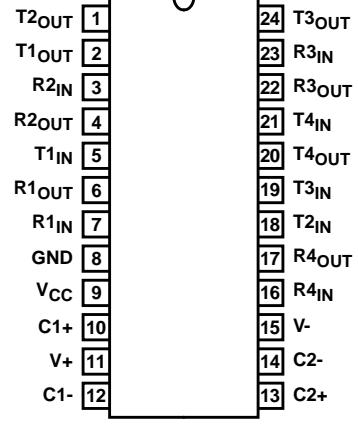 T2OUT 1 24 T3OUT
T1OUT 2 23 R3IN
R2IN 3 22 R3OUT
R2OUT 4 21 T4IN
T1IN 5 20 T4OUT
R1OUT 6 19 T3IN
R1IN 7 18 T2IN
GND 8 17 R4OUT
VCC 9 16 R4IN
C1+ 10 15 V-
V+ 11 14 C2-
C1- 12 13 C2+